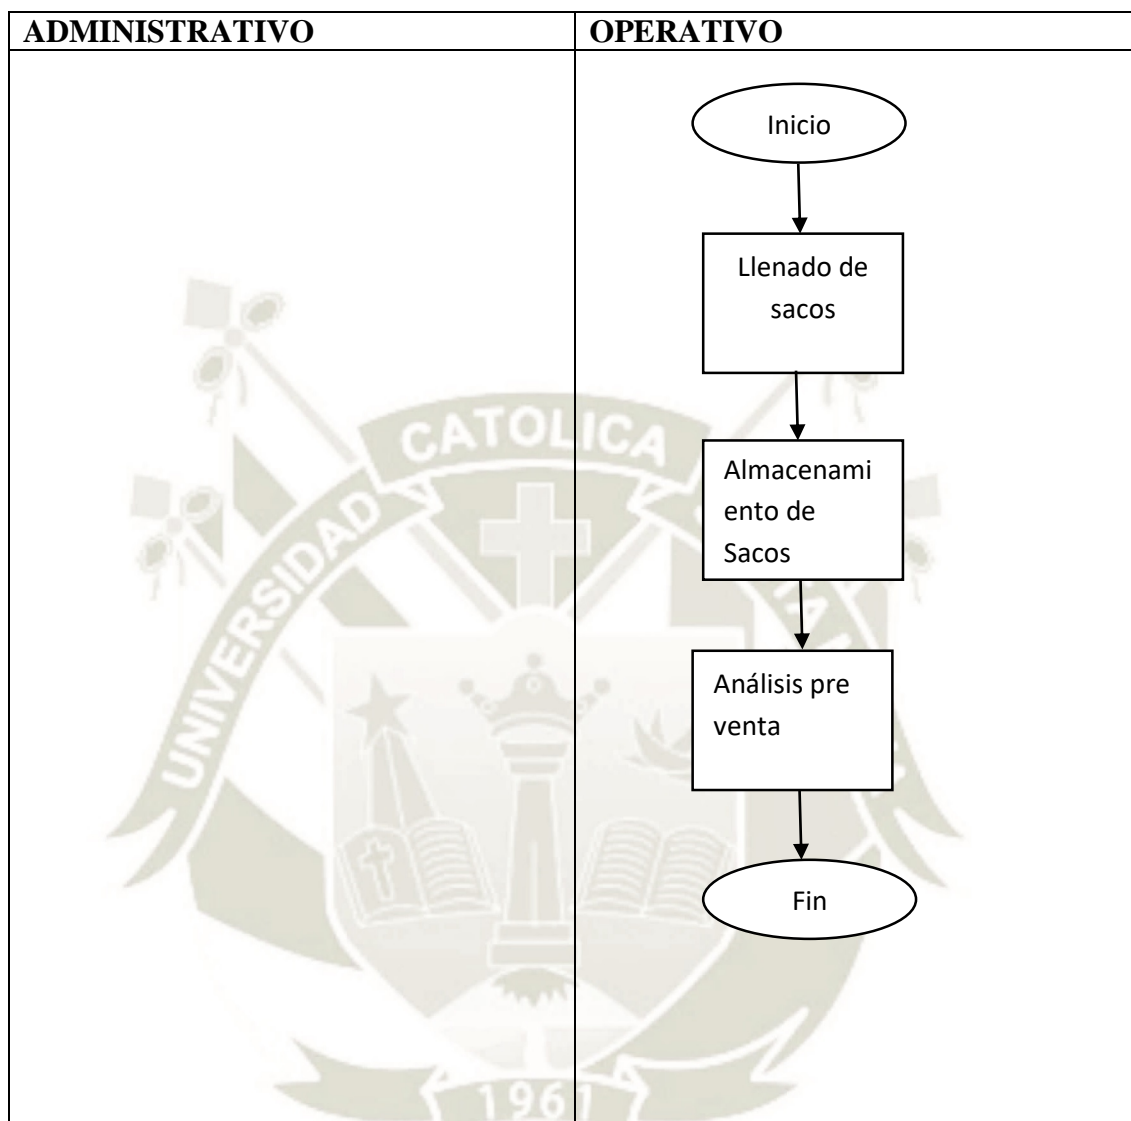 ADMINISTRATIVO
OPERATIVO
Inicio
Llenado de
sacos
Almacenami
ento de
Sacos
Análisis pre
venta
Fin
UNIVERSIDAD
CATOLICA
1961